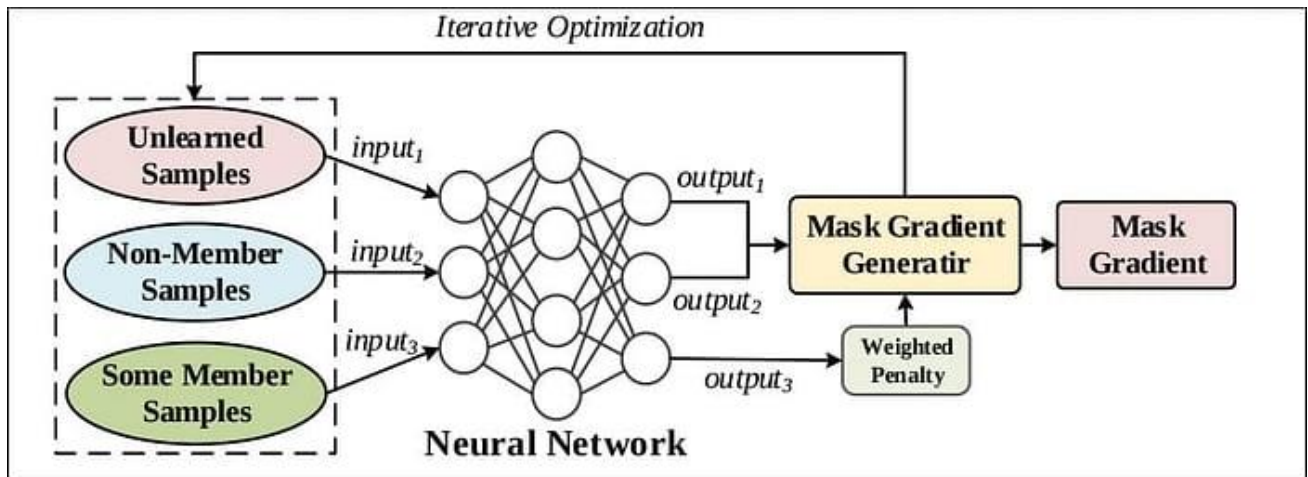 Iterative Optimization
Unlearned
Samples
input₁
output₁
Non-Member
Samples
input₂
output₂
Mask Gradient
Generatir
Mask
Gradient
Some Member
Samples
input₃
output₃
Weighted
Penalty
Neural Network